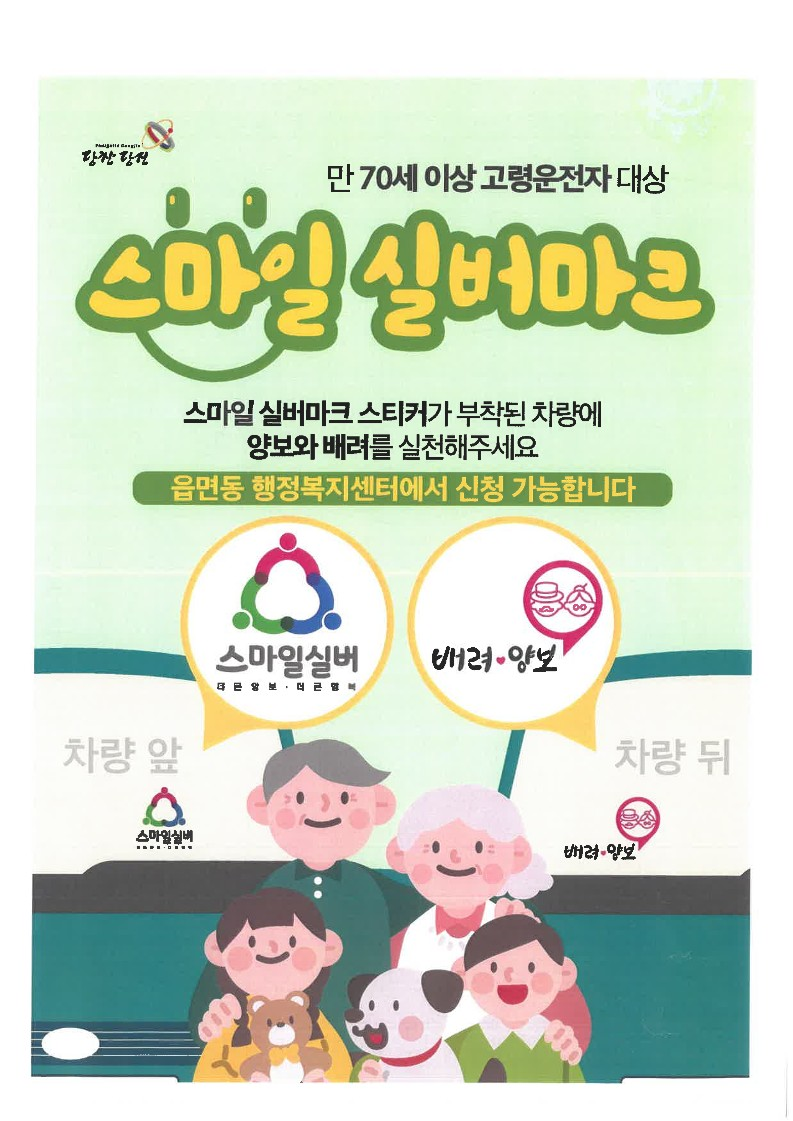 당찬 당진
만 70세 이상 고령운전자 대상
스마일 실버마크
스마일 실버마크 스티커가 부착된 차량에
양보와 배려를 실천해주세요
읍면동 행정복지센터에서 신청 가능합니다
스마일실버
다른양보·더큰행복
배려 양보
차량 앞
차량 뒤
스마일실버
배려 양보